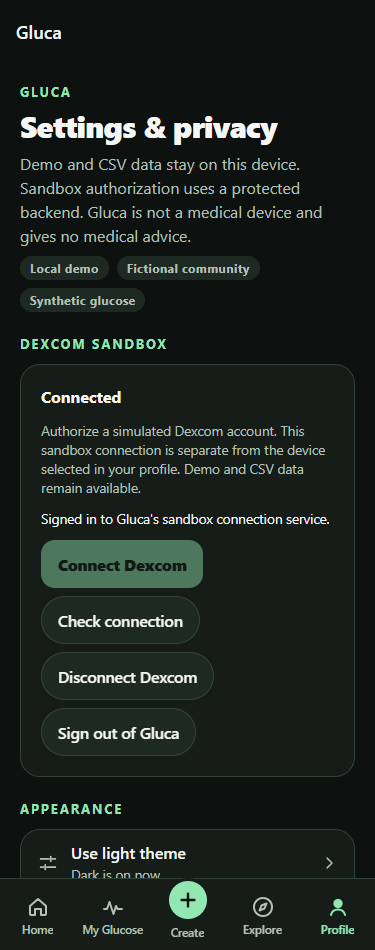 Gluca
GLUCA
Settings & privacy
Demo and CSV data stay on this device.
Sandbox authorization uses a protected
backend. Gluca is not a medical device and
gives no medical advice.
Local demo
Fictional community
Synthetic glucose
DEXCOM SANDBOX
Connected
Authorize a simulated Dexcom account. This
sandbox connection is separate from the device
selected in your profile. Demo and CSV data
remain available.
Signed in to Gluca's sandbox connection service.
Connect Dexcom
Check connection
Disconnect Dexcom
Sign out of Gluca
APPEARANCE
Use light theme
Dark is on now
Home
My Glucose
Create
Explore
Profile